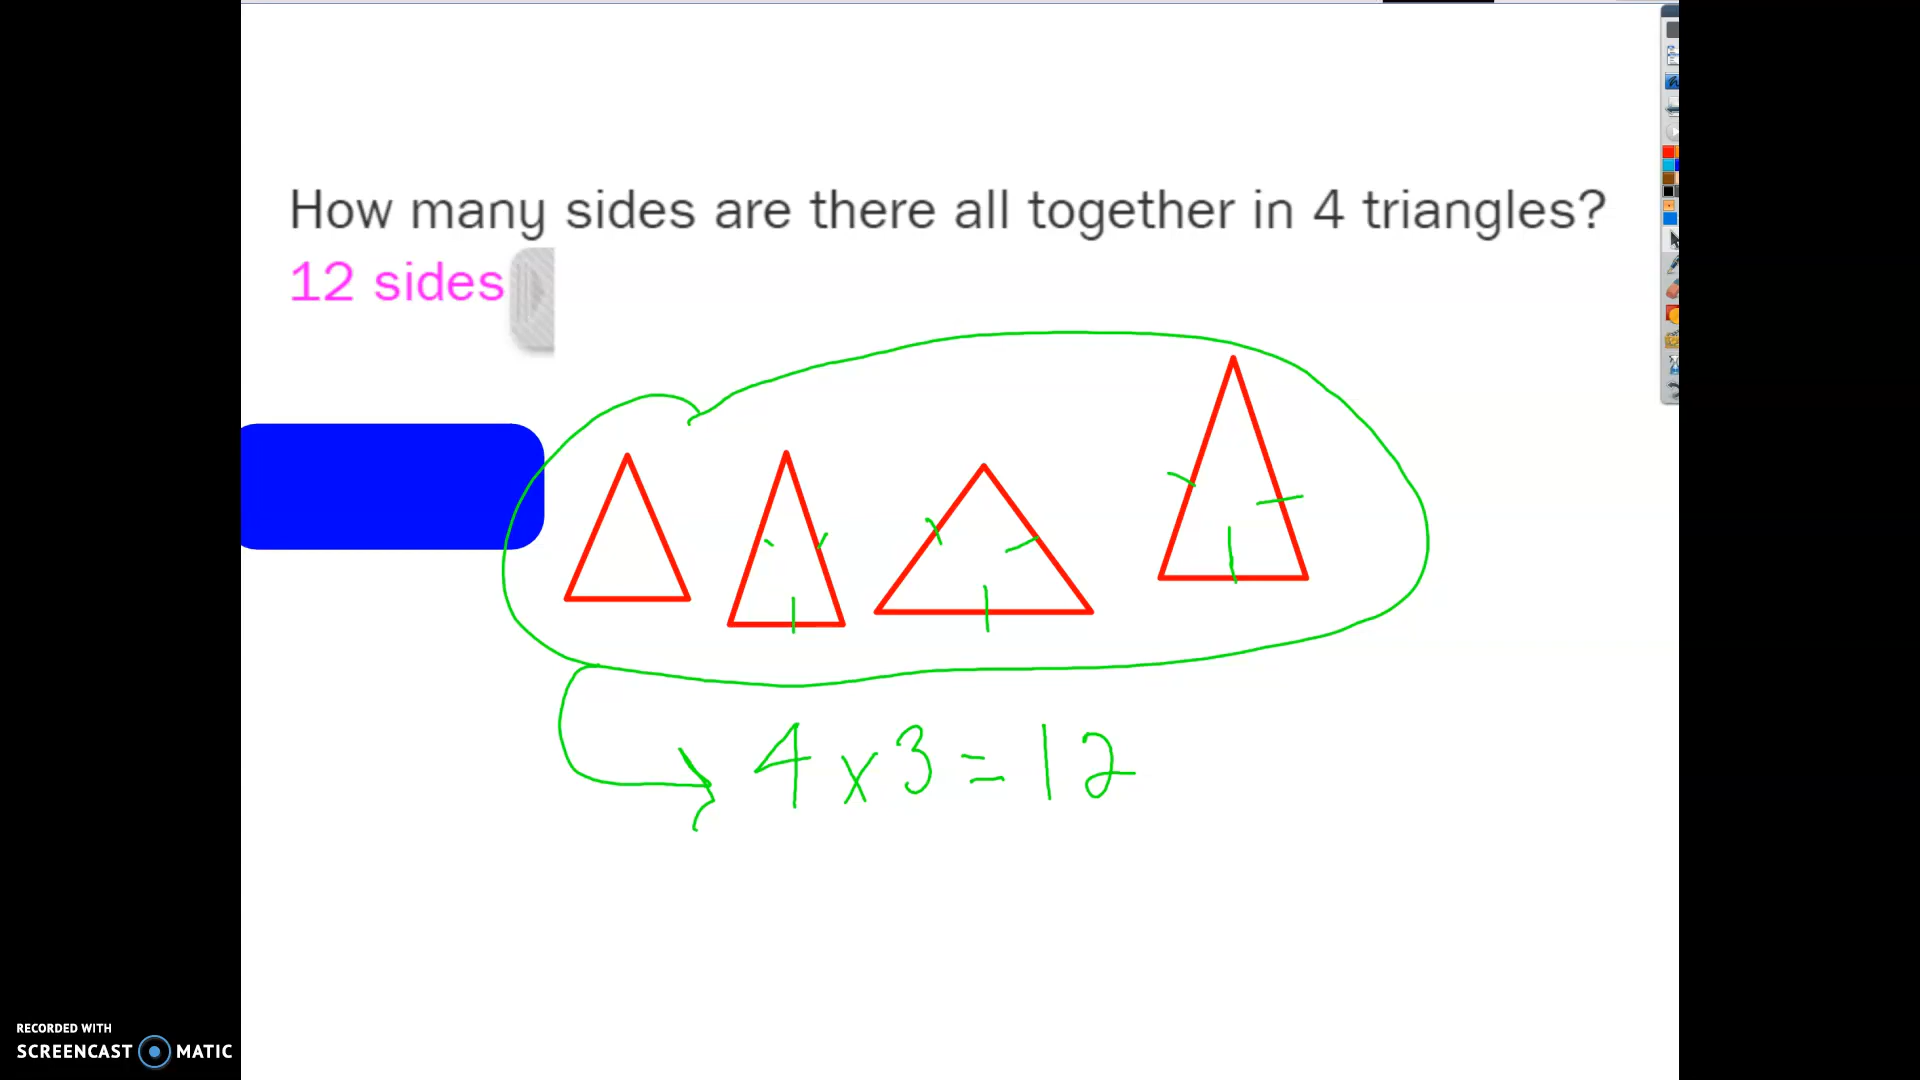 How many sides are there all together in 4 triangles?
12 sides
4 x 3 = 12
RECORDED WITH
SCREENCAST MATIC